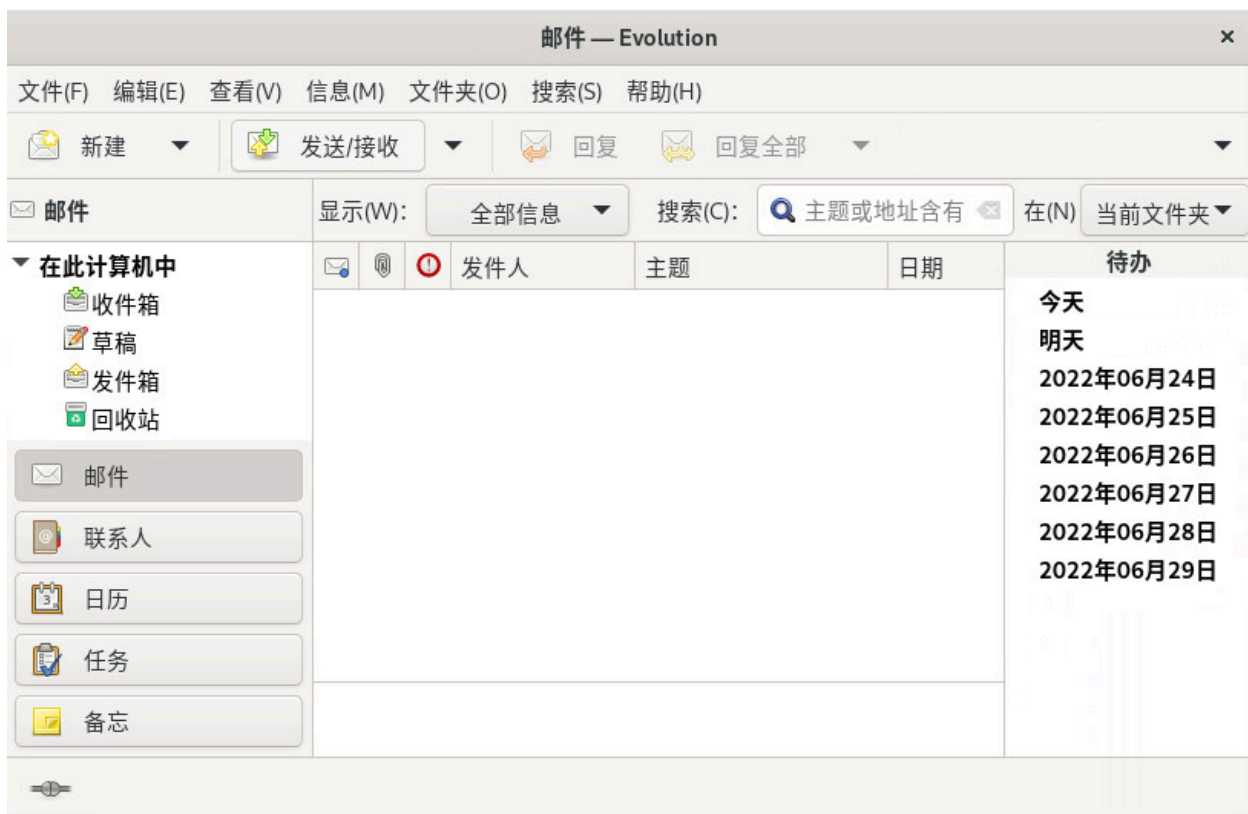 邮件 — Evolution ×
文件(F) 编辑(E) 查看(V) 信息(M) 文件夹(O) 搜索(S) 帮助(H)
新建 发送/接收 回复 回复全部
邮件 显示(W): 全部信息 搜索(C): 主题或地址含有 在(N) 当前文件夹
在此计算机中
收件箱
草稿
发件箱
回收站
邮件
联系人
3 日历
任务
备忘
发件人 主题 日期
待办
今天
明天
2022年06月24日
2022年06月25日
2022年06月26日
2022年06月27日
2022年06月28日
2022年06月29日